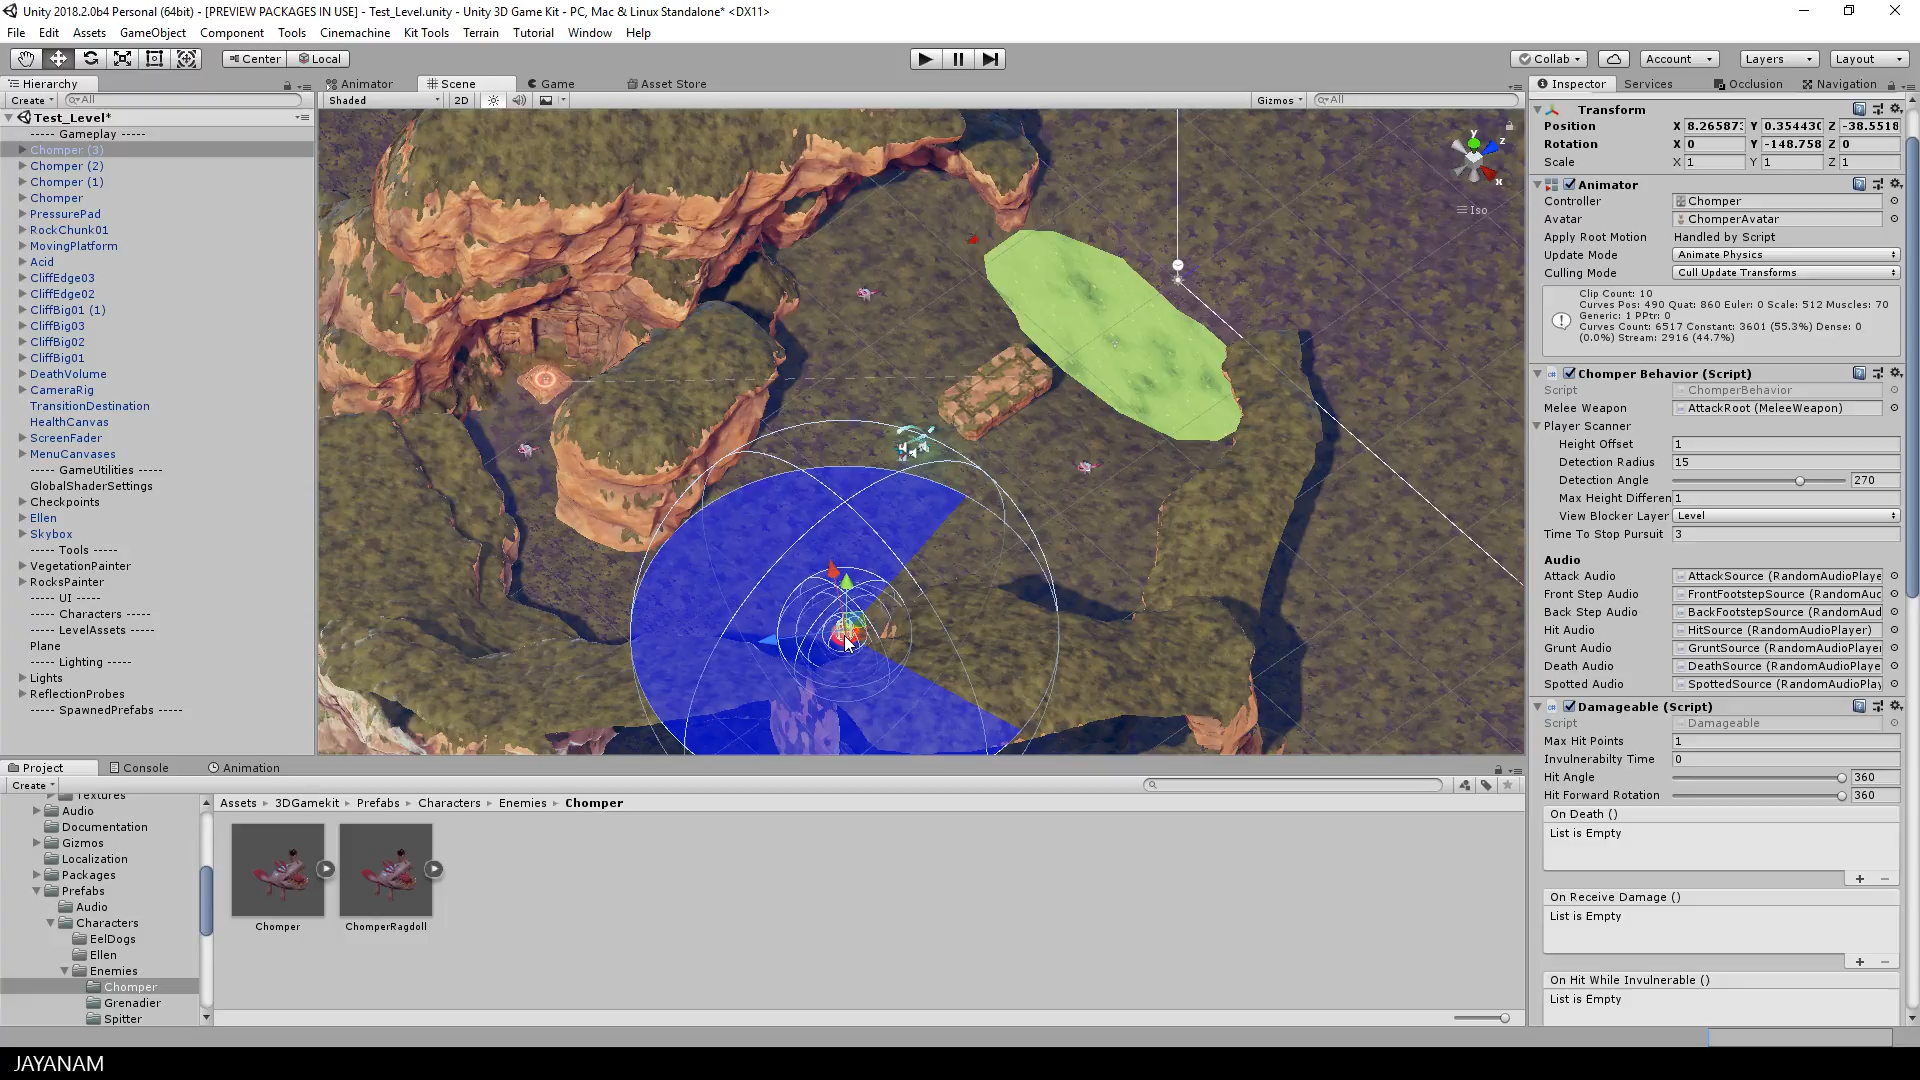 Unity 2018.2.0b4 Personal (64bit) - [PREVIEW PACKAGES IN USE] - Test_Level.unity - Unity 3D Game Kit - PC, Mac & Linux Standalone* <DX11>
File Edit Assets GameObject Component Tools Cinemachine Kit Tools Terrain Tutorial Window Help
Center Local Collab Account Layers Layout
Hierarchy
Create All
Test_Level*
----- Gameplay -----
Chomper (3)
Chomper (2)
Chomper (1)
Chomper
PressurePad
RockChunk01
MovingPlatform
Acid
CliffEdge03
CliffEdge02
CliffBig01 (1)
CliffBig03
CliffBig02
CliffBig01
DeathVolume
CameraRig
TransitionDestination
HealthCanvas
ScreenFader
MenuCanvases
----- GameUtilities -----
GlobalShaderSettings
Checkpoints
Ellen
Skybox
----- Tools -----
VegetationPainter
RocksPainter
----- UI -----
----- Characters -----
----- LevelAssets -----
Plane
----- Lighting -----
Lights
ReflectionProbes
----- SpawnedPrefabs -----
Animator Scene Game Asset Store
Shaded 2D Gizmos All
y z x
Iso
Inspector Services Occlusion Navigation
Transform
Position X 8.26587 Y 0.35443 Z -38.5518
Rotation X 0 Y -148.758 Z 0
Scale X 1 Y 1 Z 1
Animator
Controller Chomper
Avatar ChomperAvatar
Apply Root Motion Handled by Script
Update Mode Animate Physics
Culling Mode Cull Update Transforms
Clip Count: 10
Curves Pos: 490 Quat: 860 Euler: 0 Scale: 512 Muscles: 70
Generic: 1 PPtr: 0
Curves Count: 6517 Constant: 3601 (55.3%) Dense: 0
(0.0%) Stream: 2916 (44.7%)
Chomper Behavior (Script)
Script ChomperBehavior
Melee Weapon AttackRoot (MeleeWeapon)
Player Scanner
Height Offset 1
Detection Radius 15
Detection Angle 270
Max Height Differen 1
View Blocker Layer Level
Time To Stop Pursuit 3
Audio
Attack Audio AttackSource (RandomAudioPlaye
Front Step Audio FrontFootstepSource (RandomAud
Back Step Audio BackFootstepSource (RandomAud
Hit Audio HitSource (RandomAudioPlayer)
Grunt Audio GruntSource (RandomAudioPlayer
Death Audio DeathSource (RandomAudioPlaye
Spotted Audio SpottedSource (RandomAudioPlay
Damageable (Script)
Script Damageable
Max Hit Points 1
Invulnerabilty Time 0
Hit Angle 360
Hit Forward Rotation 360
On Death ()
List is Empty
On Receive Damage ()
List is Empty
On Hit While Invulnerable ()
List is Empty
Project Console Animation
Create
Textures
Audio
Documentation
Gizmos
Localization
Packages
Prefabs
Audio
Characters
EelDogs
Ellen
Enemies
Chomper
Grenadier
Spitter
Assets 3DGamekit Prefabs Characters Enemies Chomper
Chomper ChomperRagdoll
JAYANAM